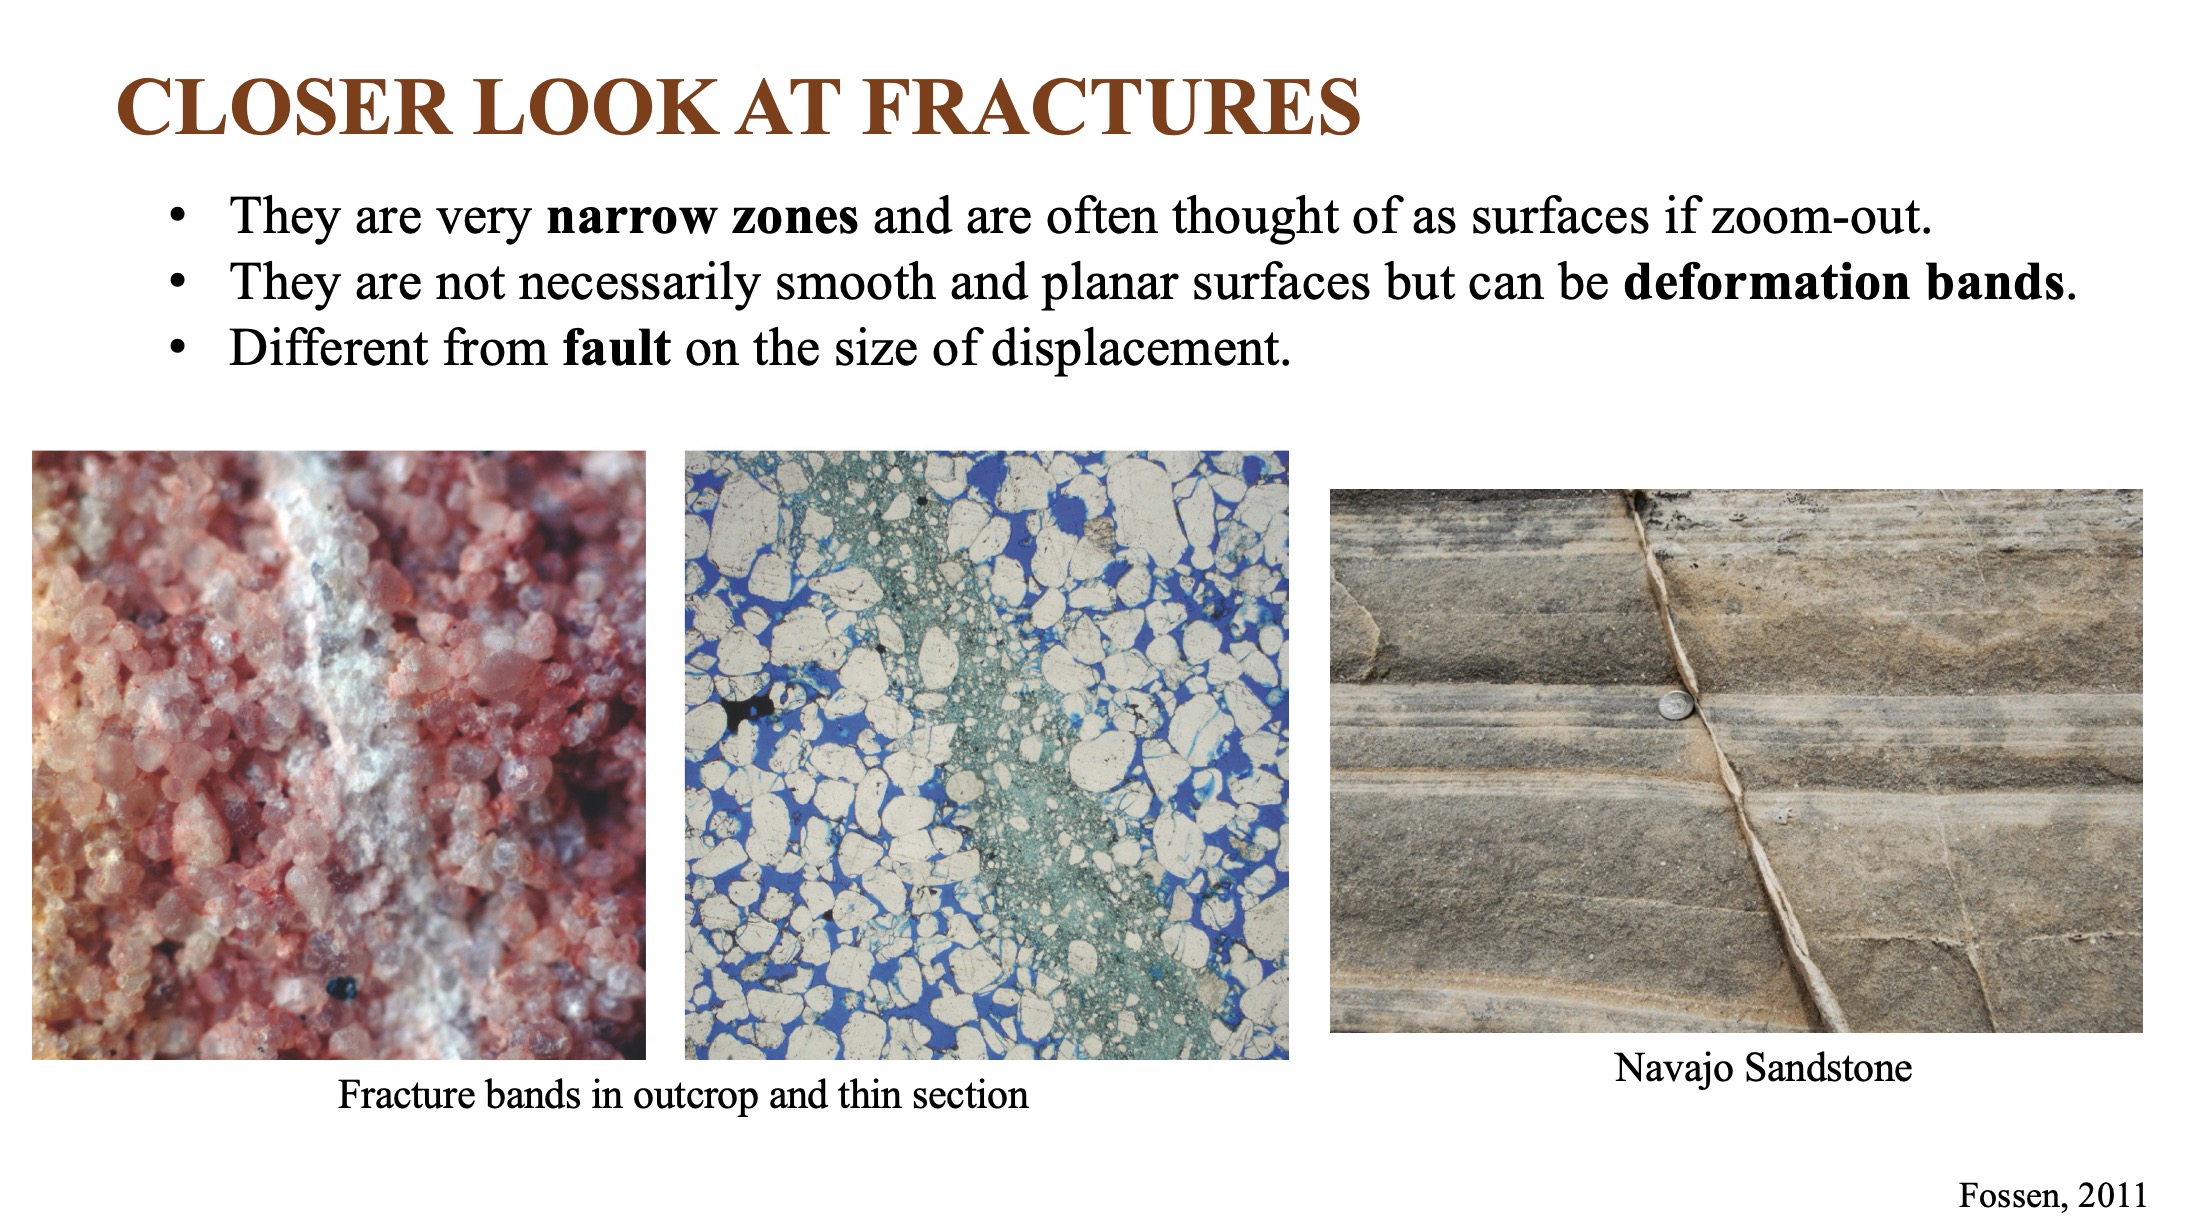 CLOSER LOOK AT FRACTURES
• They are very narrow zones and are often thought of as surfaces if zoom-out.
• They are not necessarily smooth and planar surfaces but can be deformation bands.
• Different from fault on the size of displacement.
Fracture bands in outcrop and thin section
Navajo Sandstone
Fossen, 2011